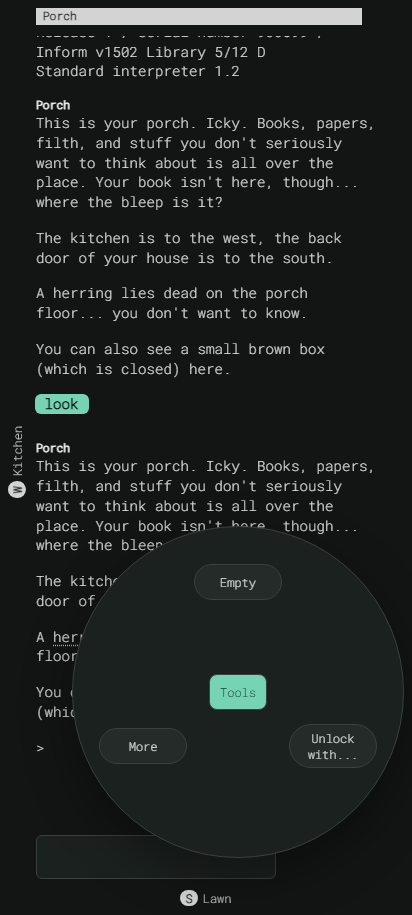 Porch
Inform v1502 Library 5/12 D
Standard interpreter 1.2
Porch
This is your porch. Icky. Books, papers,
filth, and stuff you don't seriously
want to think about is all over the
place. Your book isn't here, though...
where the bleep is it?
The kitchen is to the west, the back
door of your house is to the south.
A herring lies dead on the porch
floor... you don't want to know.
You can also see a small brown box
(which is closed) here.
look
W Kitchen
Porch
This is your porch. Icky. Books, papers,
filth, and stuff you don't seriously
want to think about is all over the
place. Your book isn't here, though...
where the bleep
The kitche
door of
A herr
floor
You
(whic
>
Empty
Tools
More
Unlock
with...
S Lawn